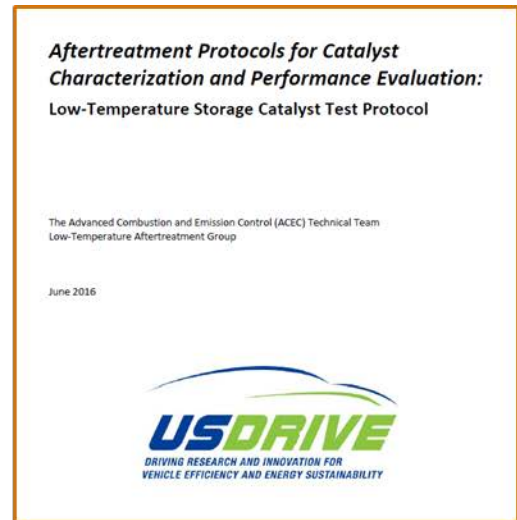 Aftertreatment Protocols for Catalyst
Characterization and Performance Evaluation:
Low-Temperature Storage Catalyst Test Protocol
The Advanced Combustion and Emission Control (ACEC) Technical Team
Low-Temperature Aftertreatment Group
June 2016
USDRIVE
DRIVING RESEARCH AND INNOVATION FOR
VEHICLE EFFICIENCY AND ENERGY SUSTAINABILITY